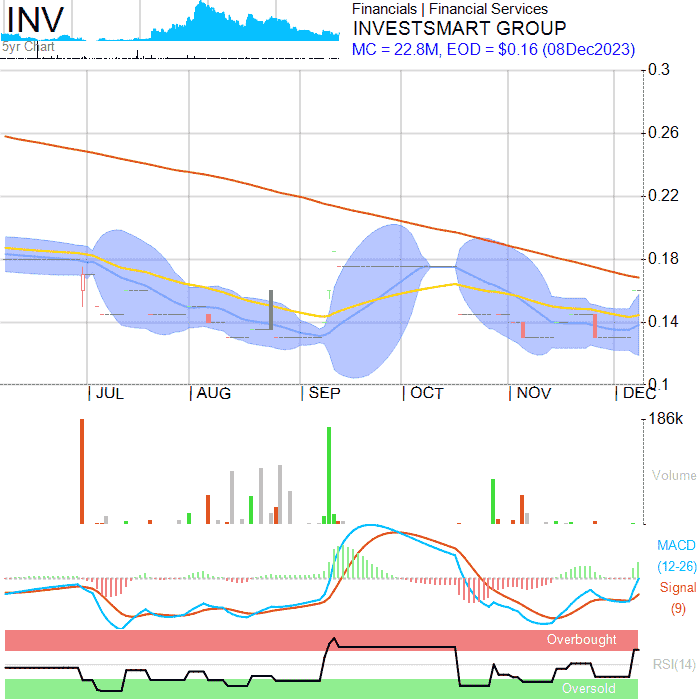 INV
5yr Chart
Financials | Financial Services
INVESTSMART GROUP
MC = 22.8M, EOD = $0.16 (08Dec2023)
0.3
0.26
0.22
0.18
0.14
0.1
JUL AUG SEP OCT NOV DEC
186k
Volume
MACD
(12-26)
Signal
(9)
Overbought
RSI(14)
Oversold